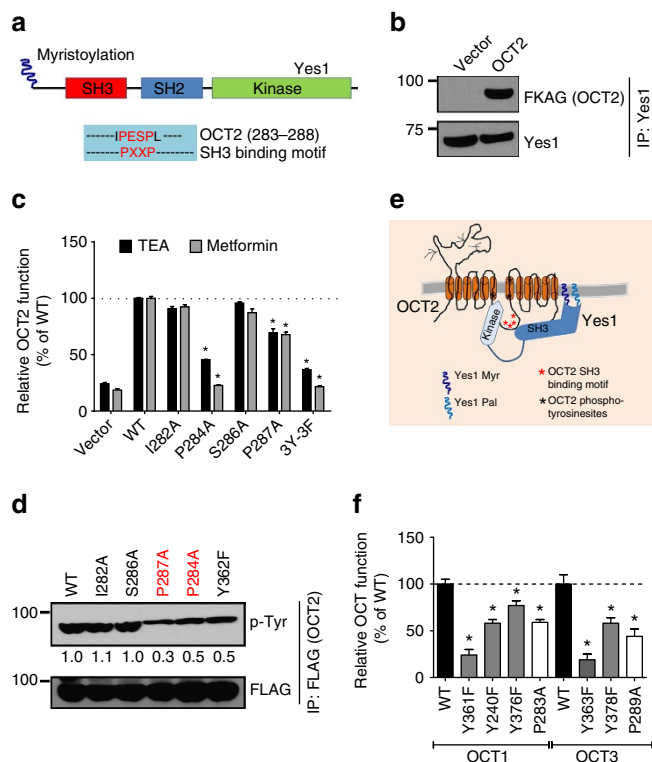 a
Myristoylation
Yes1
SH3 SH2 Kinase
------IPESPL---- OCT2 (283–288)
-------PXXP-------- SH3 binding motif
b
Vector OCT2
100
FKAG (OCT2)
75
Yes1
IP: Yes1
c
TEA Metformin
Relative OCT2 function
(% of WT)
150
100
50
0
* * * * * *
Vector WT I282A P284A S286A P287A 3Y-3F
e
OCT2
Kinase
SH3
Yes1
Yes1 Myr
Yes1 Pal
* OCT2 SH3
binding motif
* OCT2 phospho-
tyrosinesites
d
WT I282A S286A P287A P284A Y362F
100
p-Tyr
1.0 1.1 1.0 0.3 0.5 0.5
100
FLAG
IP: FLAG (OCT2)
f
Relative OCT function
(% of WT)
150
100
50
0
* * * * * * *
WT Y361F Y240F Y376F P283A WT Y363F Y378F P289A
OCT1 OCT3